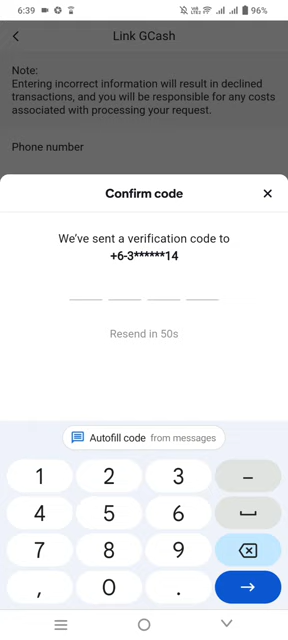 6:39
96%
Link GCash
Note:
Entering incorrect information will result in declined
transactions, and you will be responsible for any costs
associated with processing your request.
Phone number
Confirm code
We've sent a verification code to
+6-3******14
Resend in 50s
Autofill code from messages
1 2 3 –
4 5 6
7 8 9
, 0 .